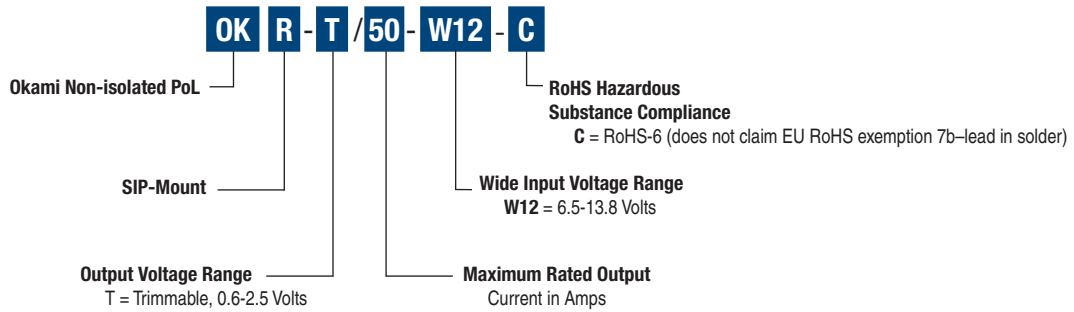 OK R - T / 50 - W12 - C
Okami Non-isolated PoL
RoHS Hazardous
Substance Compliance
C = RoHS-6 (does not claim EU RoHS exemption 7b–lead in solder)
SIP-Mount
Wide Input Voltage Range
W12 = 6.5-13.8 Volts
Output Voltage Range
T = Trimmable, 0.6-2.5 Volts
Maximum Rated Output
Current in Amps